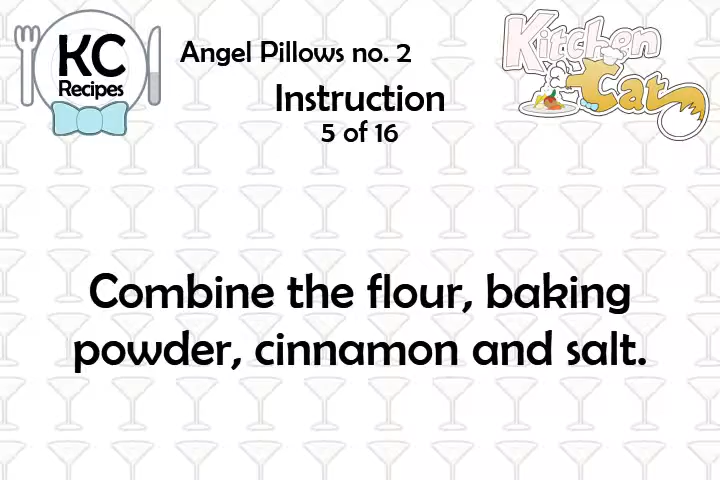 KC
Recipes
Angel Pillows no. 2
Instruction
5 of 16
Kitchen
Cat
Combine the flour, baking
powder, cinnamon and salt.